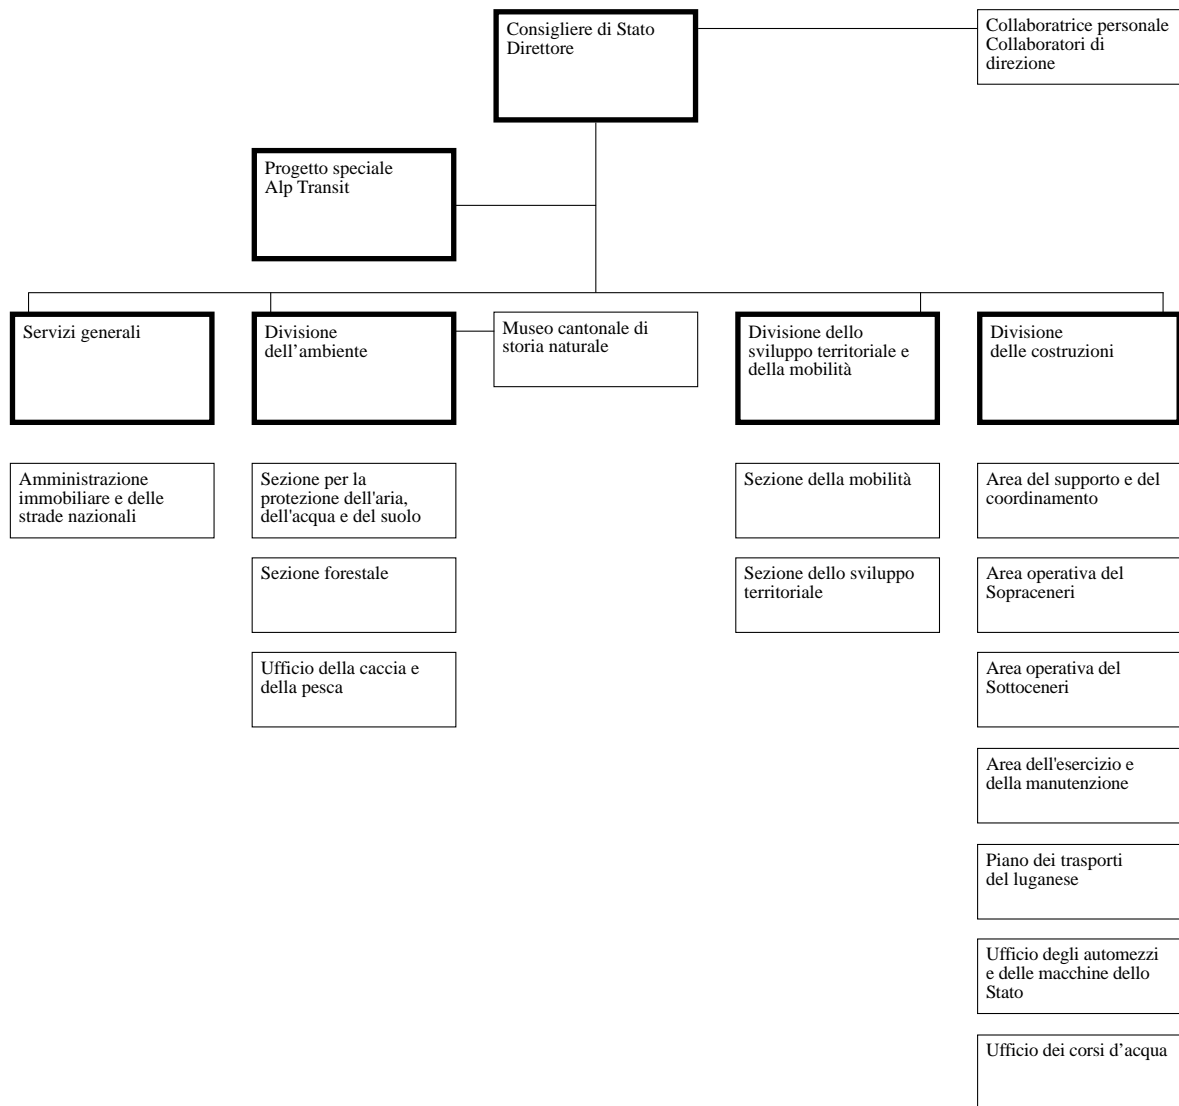 Consigliere di Stato
Direttore
Collaboratrice personale
Collaboratori di
direzione
Progetto speciale
Alp Transit
Servizi generali
Divisione
dell’ambiente
Museo cantonale di
storia naturale
Divisione dello
sviluppo territoriale e
della mobilità
Divisione
delle costruzioni
Amministrazione
immobiliare e delle
strade nazionali
Sezione per la
protezione dell'aria,
dell'acqua e del suolo
Sezione della mobilità
Area del supporto e del
coordinamento
Sezione forestale
Sezione dello sviluppo
territoriale
Area operativa del
Sopraceneri
Ufficio della caccia e
della pesca
Area operativa del
Sottoceneri
Area dell'esercizio e
della manutenzione
Piano dei trasporti
del luganese
Ufficio degli automezzi
e delle macchine dello
Stato
Ufficio dei corsi d’acqua